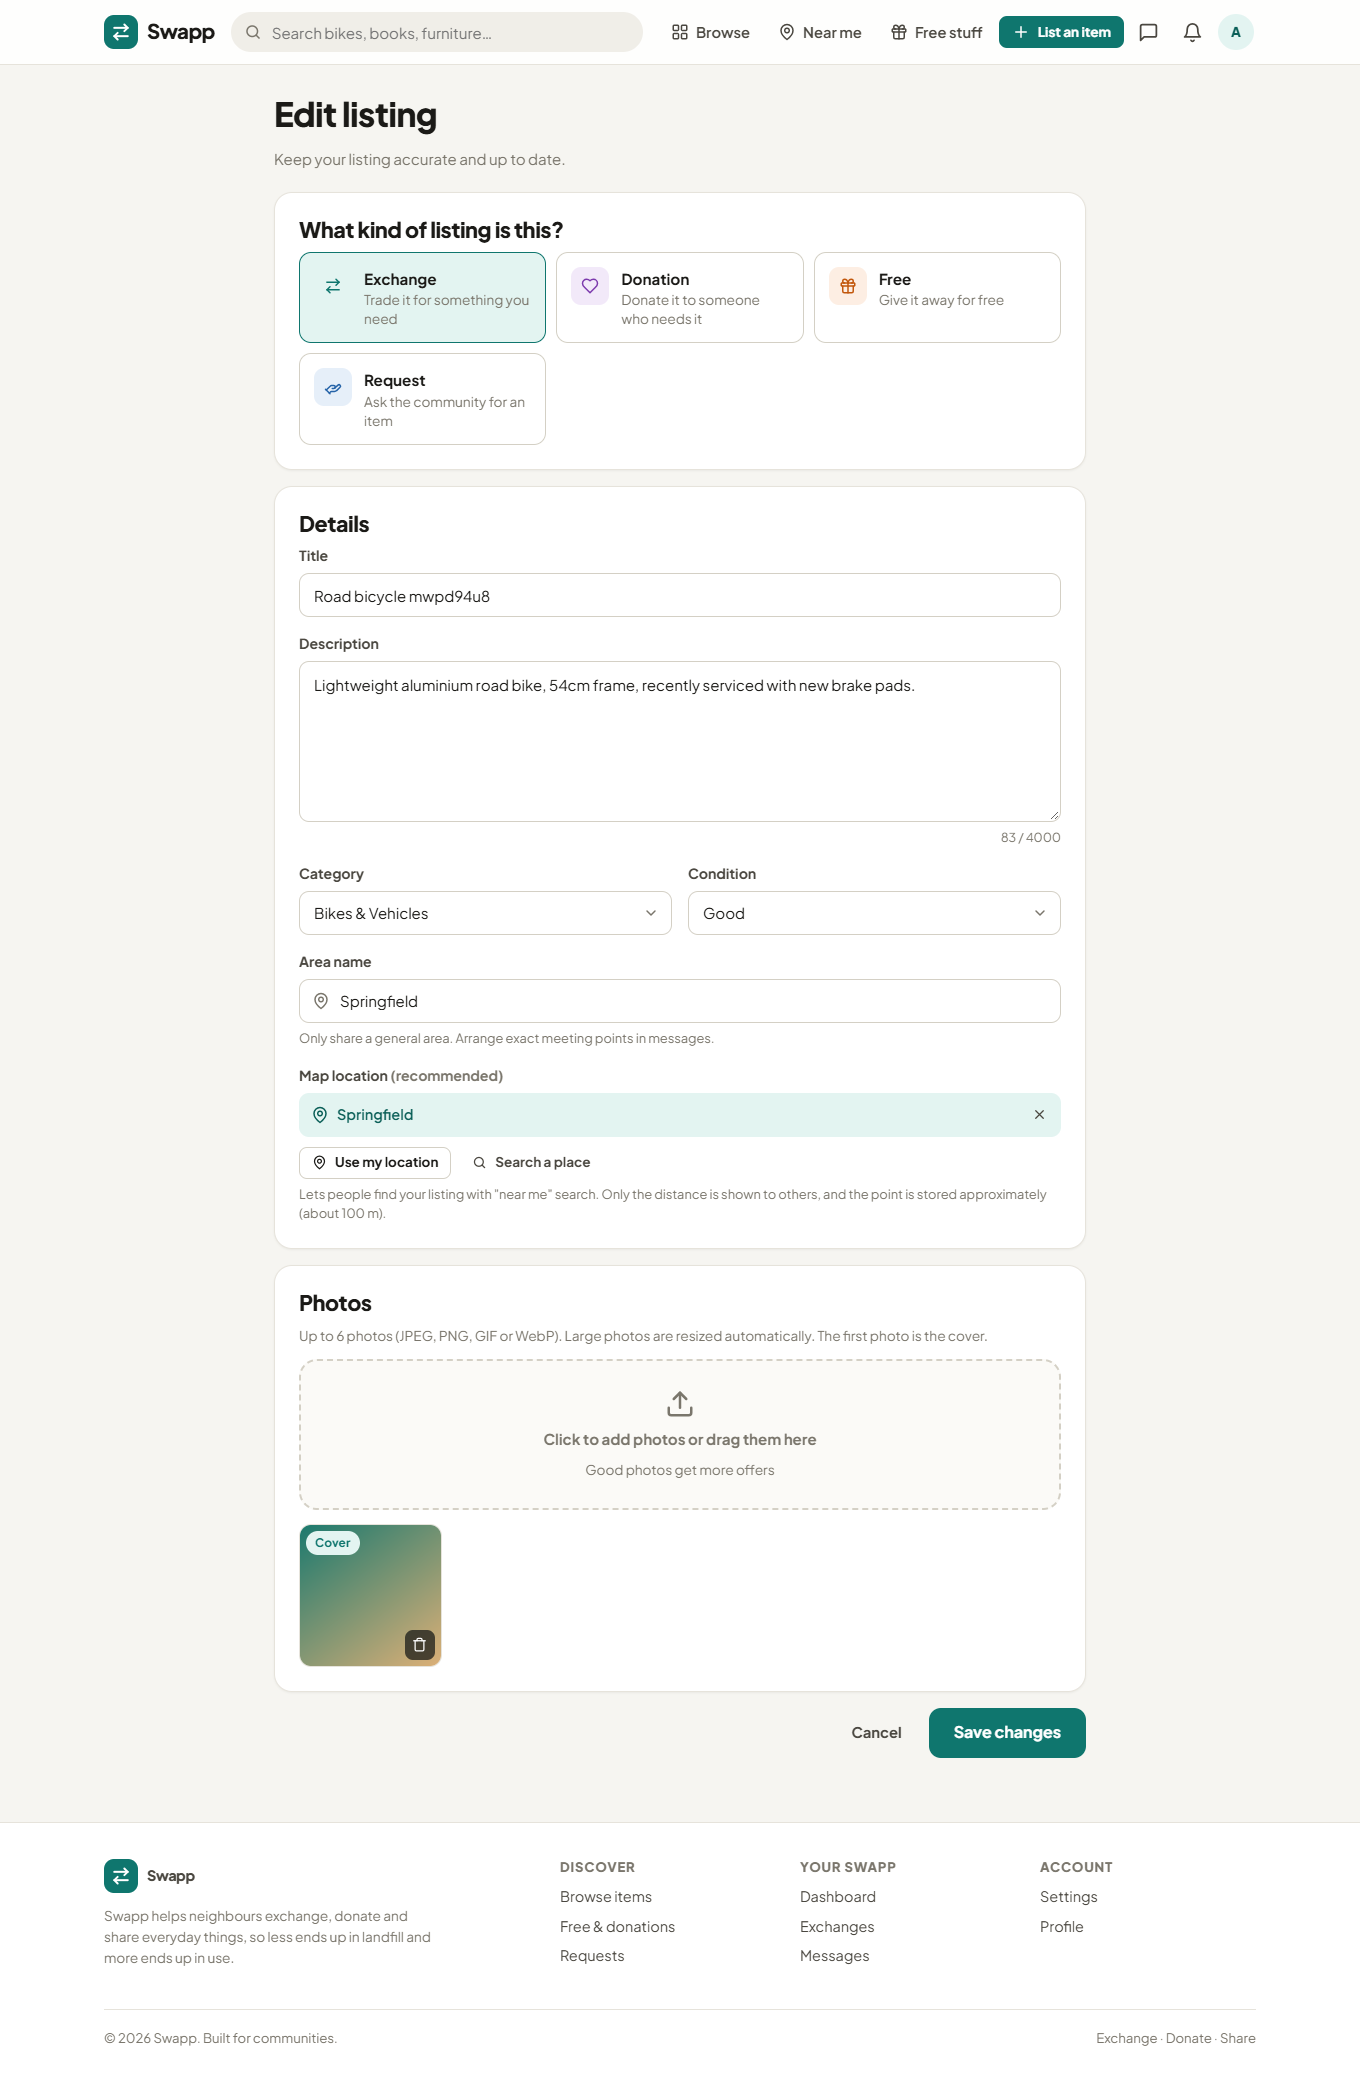 Swapp
Search bikes, books, furniture...
Browse
Near me
Free stuff
List an item
A
Edit listing
Keep your listing accurate and up to date.
What kind of listing is this?
Exchange
Trade it for something you
need
Donation
Donate it to someone
who needs it
Free
Give it away for free
Request
Ask the community for an
item
Details
Title
Road bicycle mwpd94u8
Description
Lightweight aluminium road bike, 54cm frame, recently serviced with new brake pads.
83 / 4000
Category
Condition
Bikes & Vehicles
Good
Area name
Springfield
Only share a general area. Arrange exact meeting points in messages.
Map location (recommended)
Springfield
Use my location
Search a place
Lets people find your listing with "near me" search. Only the distance is shown to others, and the point is stored approximately
(about 100 m).
Photos
Up to 6 photos (JPEG, PNG, GIF or WebP). Large photos are resized automatically. The first photo is the cover.
Click to add photos or drag them here
Good photos get more offers
Cover
Cancel
Save changes
Swapp
Swapp helps neighbours exchange, donate and
share everyday things, so less ends up in landfill and
more ends up in use.
DISCOVER
Browse items
Free & donations
Requests
YOUR SWAPP
Dashboard
Exchanges
Messages
ACCOUNT
Settings
Profile
© 2026 Swapp. Built for communities.
Exchange · Donate · Share